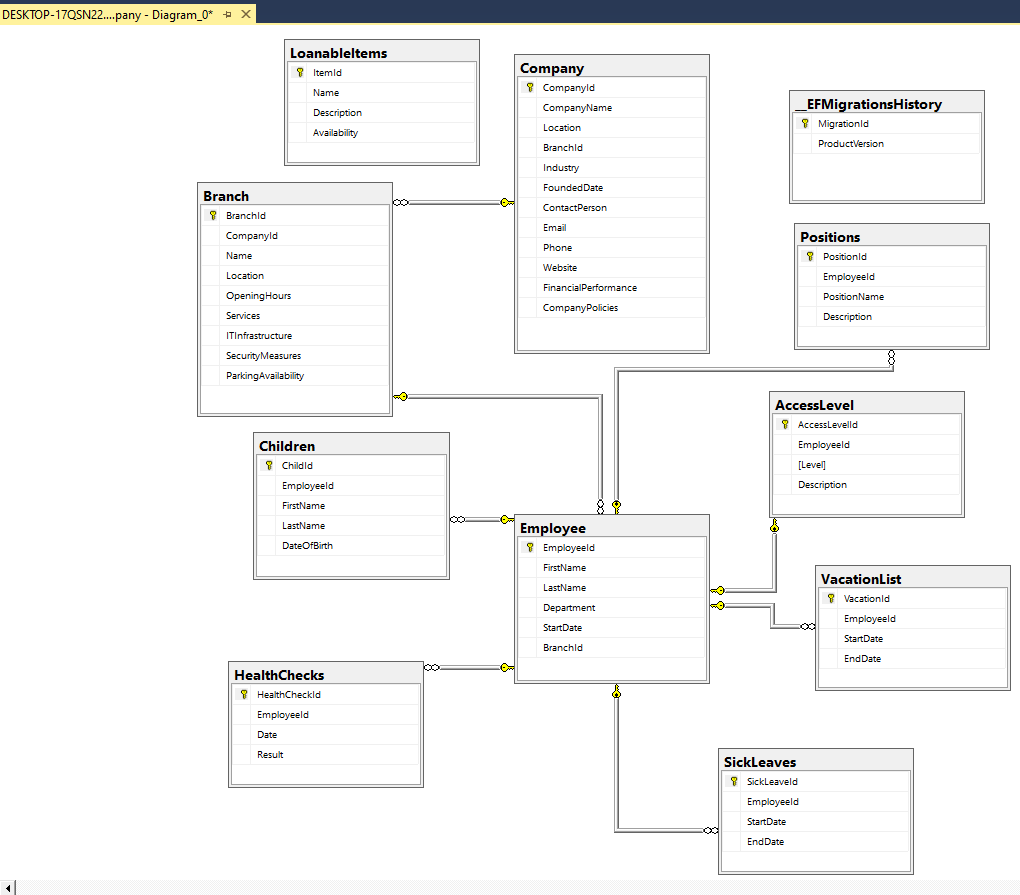 DESKTOP-17QSN22....pany - Diagram_0*
LoanableItems
ItemId
Name
Description
Availability
Company
CompanyId
CompanyName
Location
BranchId
Industry
FoundedDate
ContactPerson
Email
Phone
Website
FinancialPerformance
CompanyPolicies
__EFMigrationsHistory
MigrationId
ProductVersion
Branch
BranchId
CompanyId
Name
Location
OpeningHours
Services
ITInfrastructure
SecurityMeasures
ParkingAvailability
Positions
PositionId
EmployeeId
PositionName
Description
AccessLevel
AccessLevelId
EmployeeId
[Level]
Description
Children
ChildId
EmployeeId
FirstName
LastName
DateOfBirth
Employee
EmployeeId
FirstName
LastName
Department
StartDate
BranchId
VacationList
VacationId
EmployeeId
StartDate
EndDate
HealthChecks
HealthCheckId
EmployeeId
Date
Result
SickLeaves
SickLeaveId
EmployeeId
StartDate
EndDate